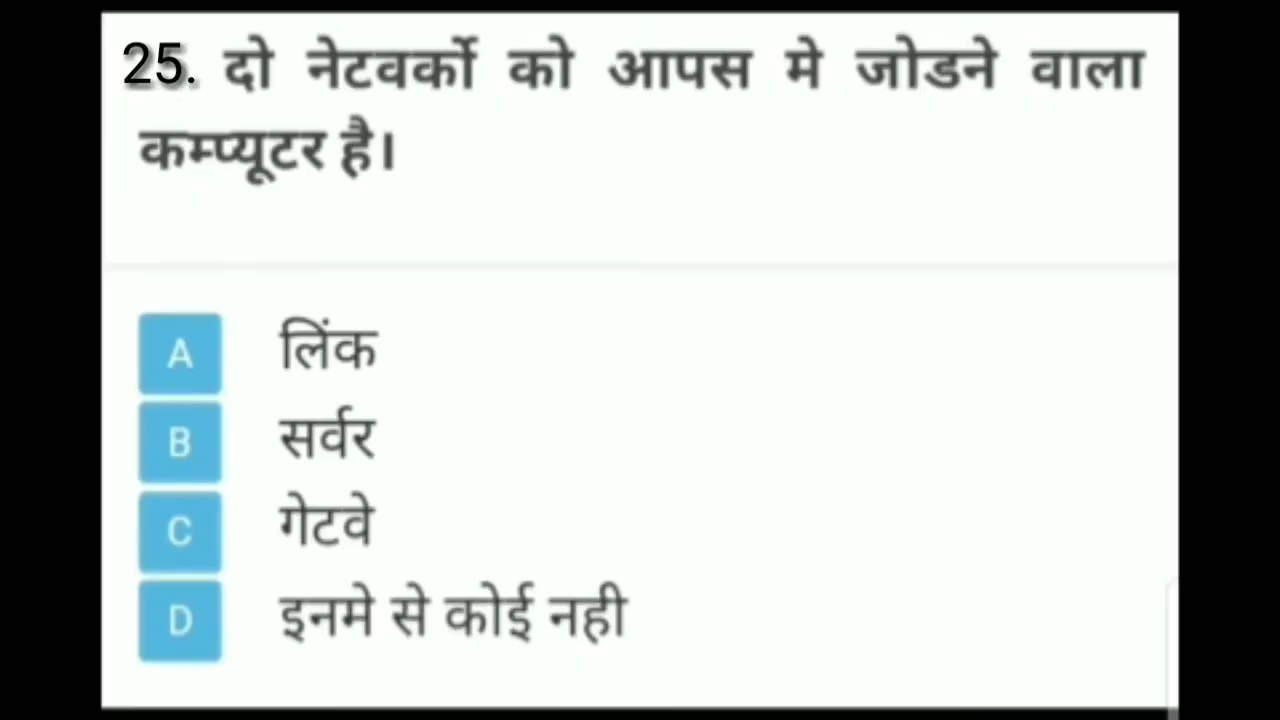 25. दो नेटवर्को को आपस मे जोडने वाला
कम्प्यूटर है।
A लिंक
B सर्वर
C गेटवे
D इनमे से कोई नही